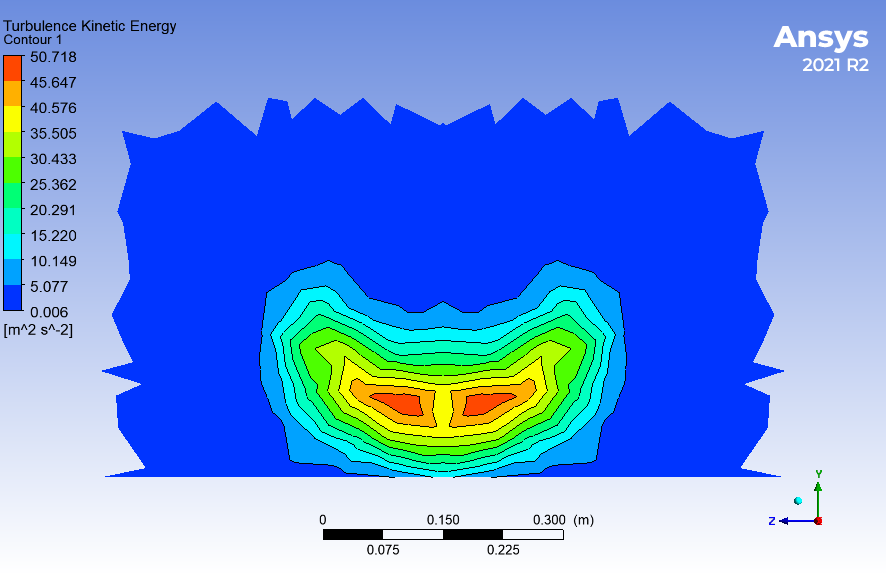 Turbulence Kinetic Energy
Contour 1
50.718
45.647
40.576
35.505
30.433
25.362
20.291
15.220
10.149
5.077
0.006
[m^2 s^-2]
Ansys
2021 R2
0 0.150 0.300 (m)
0.075 0.225
Y
Z